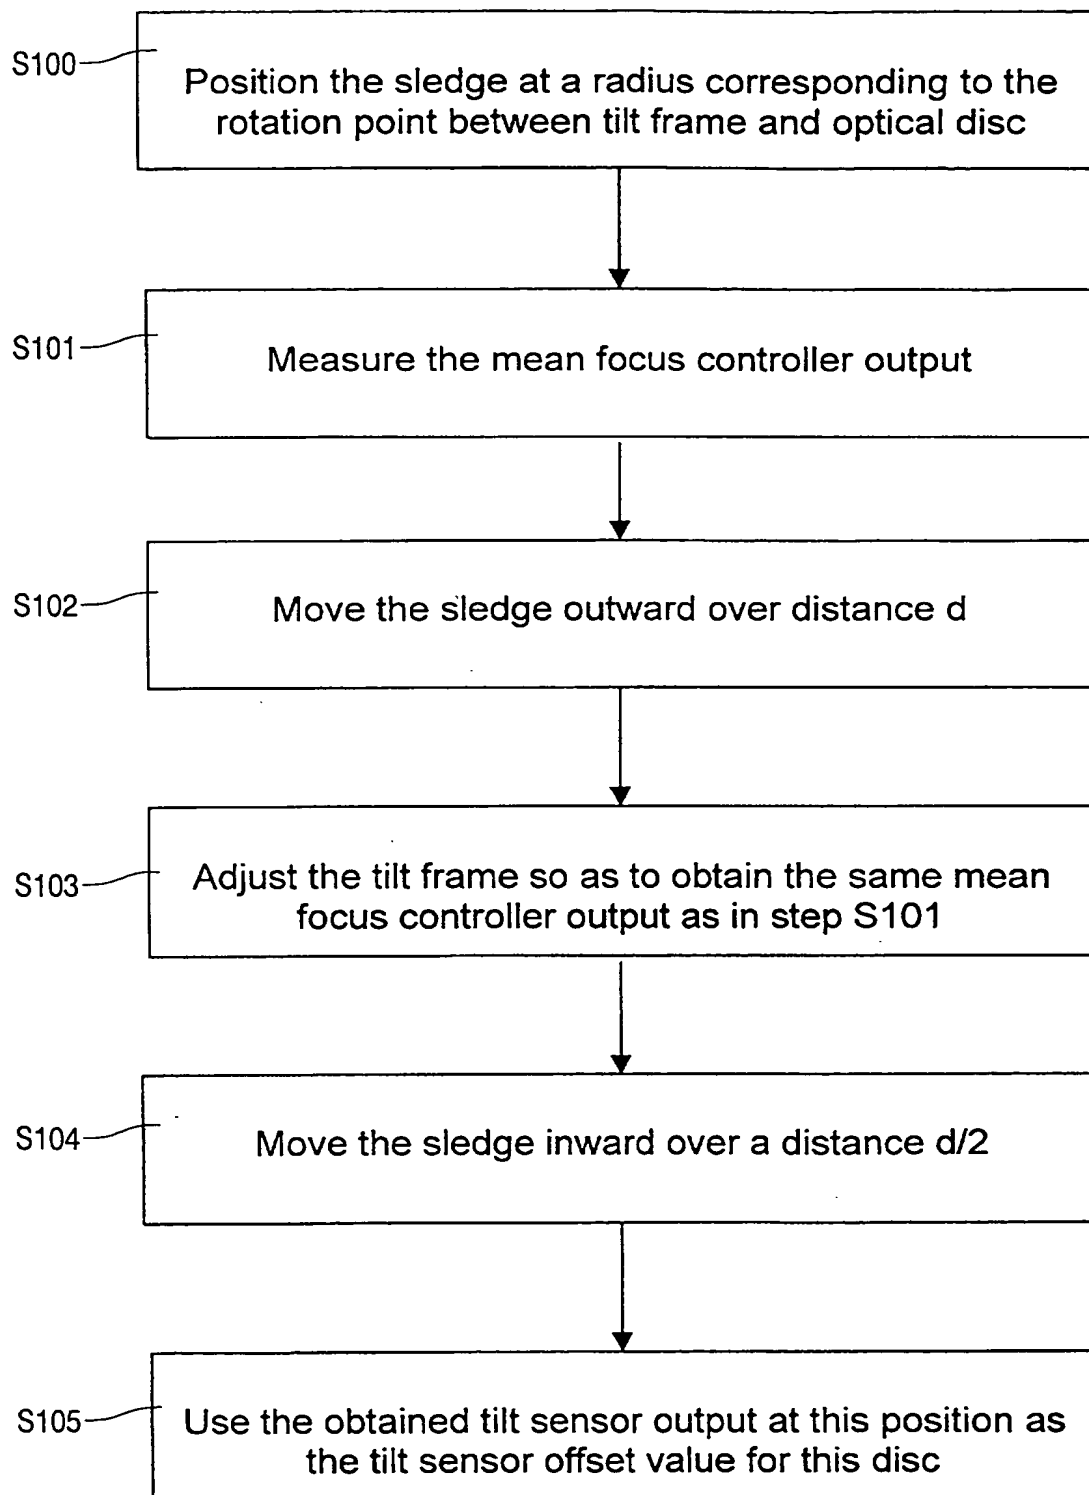 S100
Position the sledge at a radius corresponding to the
rotation point between tilt frame and optical disc
S101
Measure the mean focus controller output
S102
Move the sledge outward over distance d
S103
Adjust the tilt frame so as to obtain the same mean
focus controller output as in step S101
S104
Move the sledge inward over a distance d/2
S105
Use the obtained tilt sensor output at this position as
the tilt sensor offset value for this disc